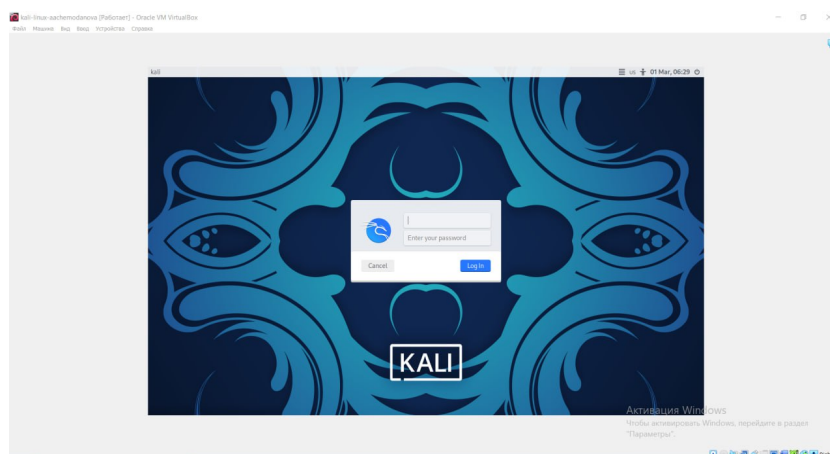 kali-linux-sachemodanova [Работает] - Oracle VM VirtualBox
Файл Машина Вид Ввод Устройства Справка
kali
us
01 Mar, 06:29
Enter your password
Cancel
Log In
KALI
Активация Windows
Чтобы активировать Windows, перейдите в раздел
"Параметры".